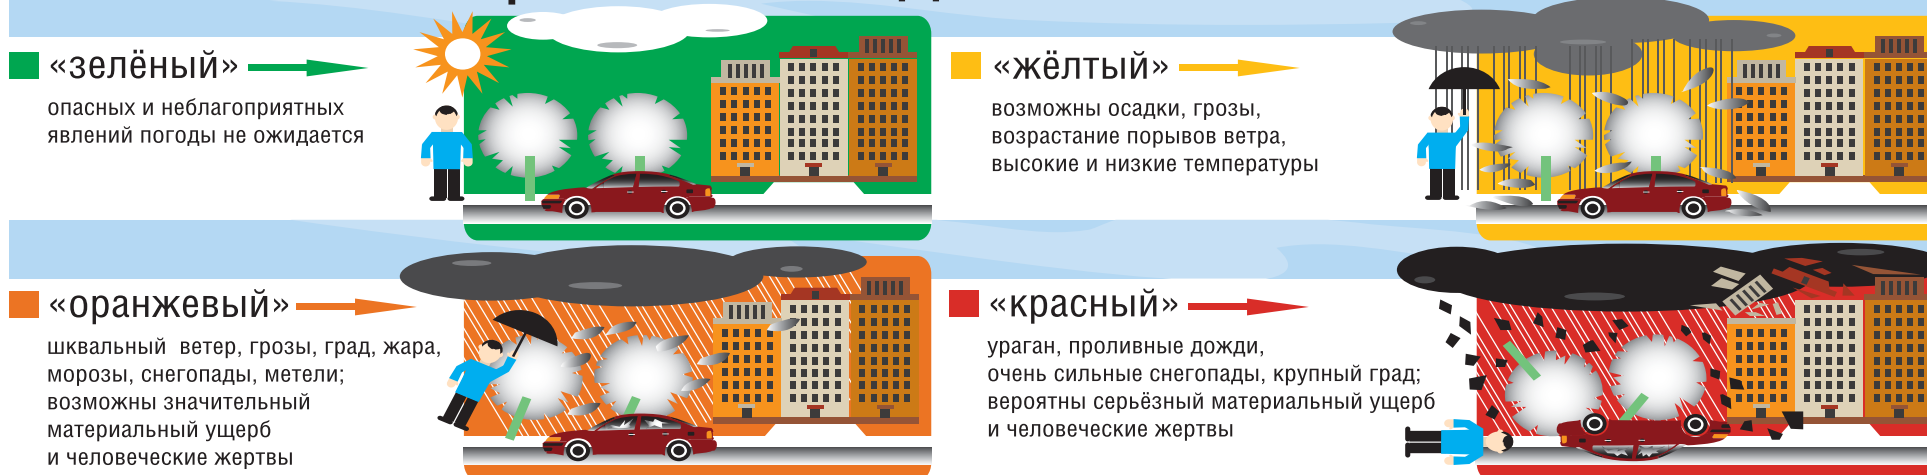 «зелёный»
опасных и неблагоприятных
явлений погоды не ожидается
«жёлтый»
возможны осадки, грозы,
возрастание порывов ветра,
высокие и низкие температуры
«оранжевый»
шквальный ветер, грозы, град, жара,
морозы, снегопады, метели;
возможны значительный
материальный ущерб
и человеческие жертвы
«красный»
ураган, проливные дожди,
очень сильные снегопады, крупный град;
вероятны серьёзный материальный ущерб
и человеческие жертвы